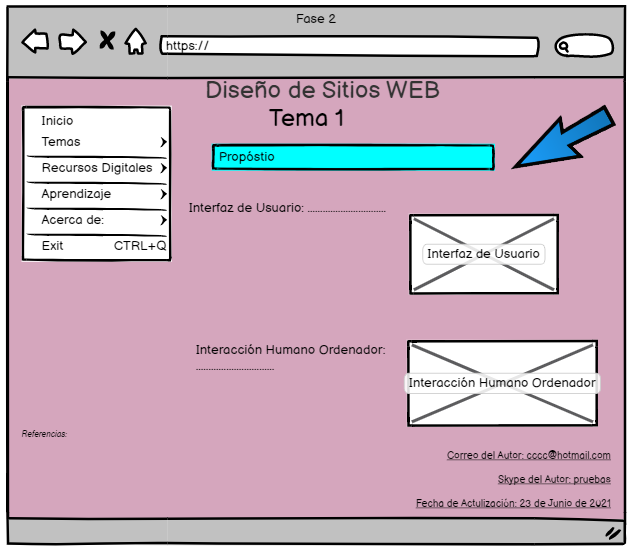 Fase 2
https://
Diseño de Sitios WEB
Tema 1
Inicio
Temas
Recursos Digitales
Aprendizaje
Acerca de:
Exit CTRL+Q
Propóstio
Interfaz de Usuario: ................................
Interfaz de Usuario
Interacción Humano Ordenador:
................................
Interacción Humano Ordenador
Referencias:
Correo del Autor: cccc@hotmail.com
Skype del Autor: pruebas
Fecha de Actulización: 23 de Junio de 2021